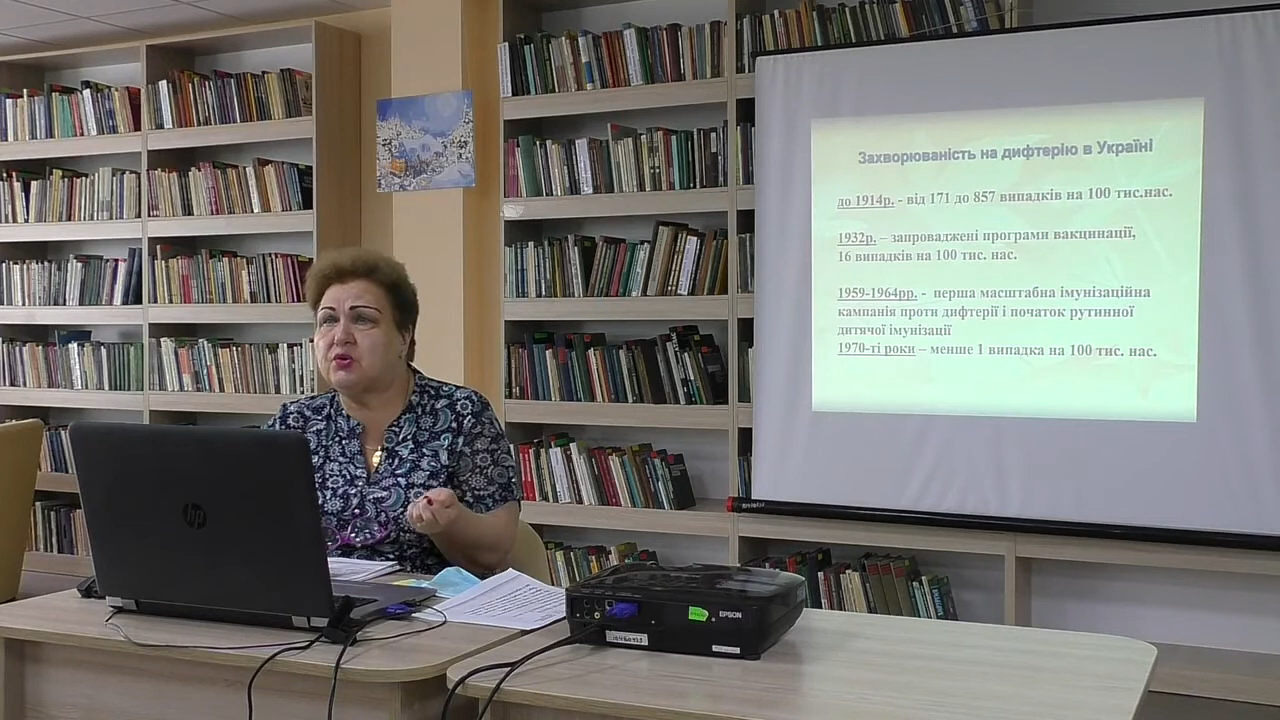 Захворюваність на дифтерію в Україні
до 1914р. - від 171 до 857 випадків на 100 тис.нас.
1932р. – запроваджені програми вакцинації,
16 випадків на 100 тис. нас.
1959-1964рр. - перша масштабна імунізаційна
кампанія проти дифтерії і початок рутинної
дитячої імунізації
1970-ті роки – менше 1 випадка на 100 тис. нас.
hp
EPSON